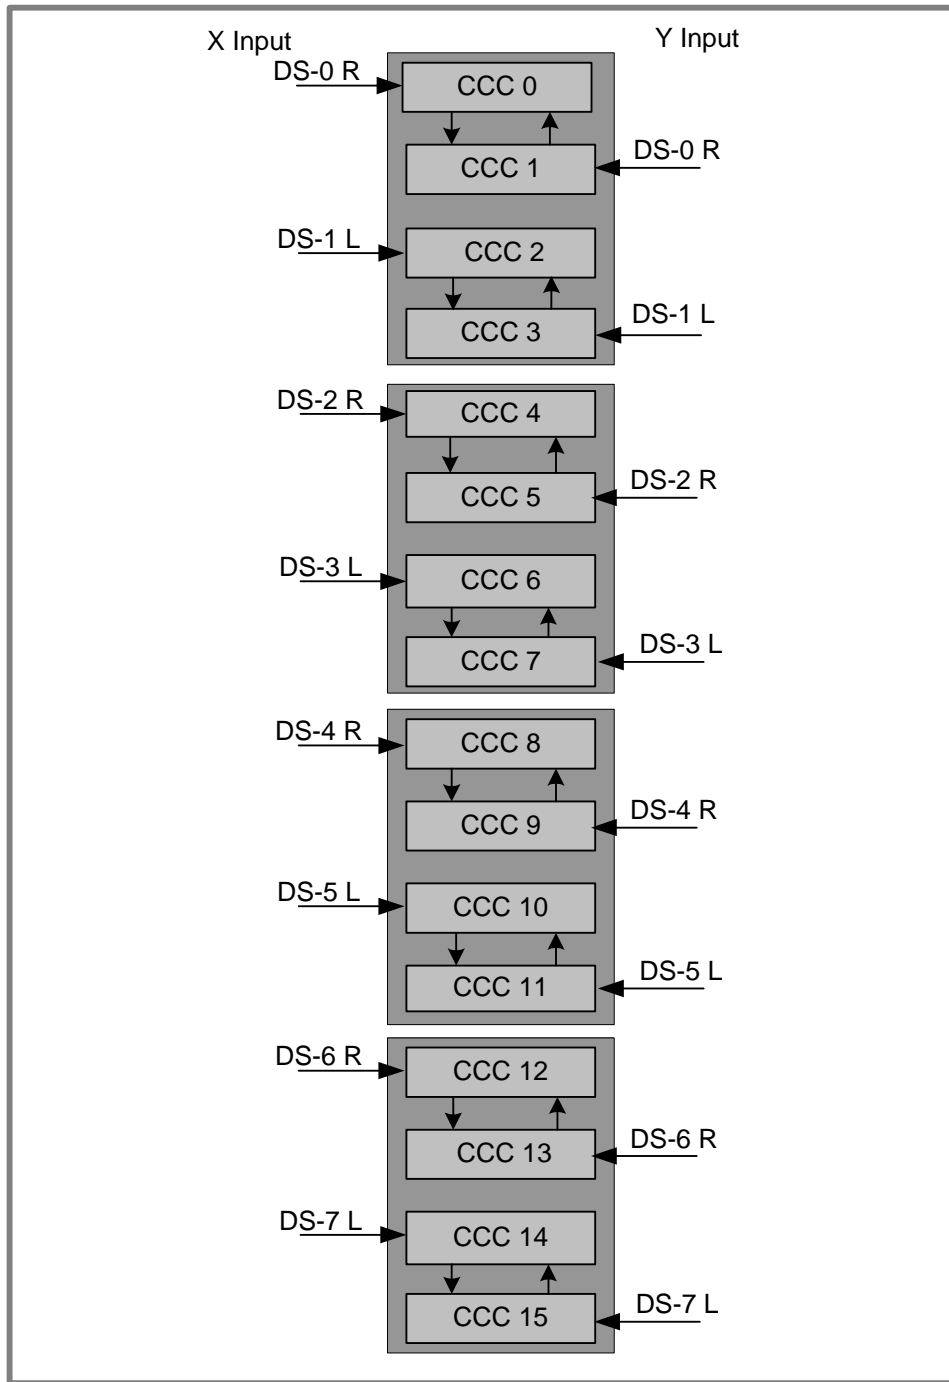 X Input
Y Input
DS-0 R
CCC 0
CCC 1
DS-0 R
DS-1 L
CCC 2
CCC 3
DS-1 L
DS-2 R
CCC 4
CCC 5
DS-2 R
DS-3 L
CCC 6
CCC 7
DS-3 L
DS-4 R
CCC 8
CCC 9
DS-4 R
DS-5 L
CCC 10
CCC 11
DS-5 L
DS-6 R
CCC 12
CCC 13
DS-6 R
DS-7 L
CCC 14
CCC 15
DS-7 L